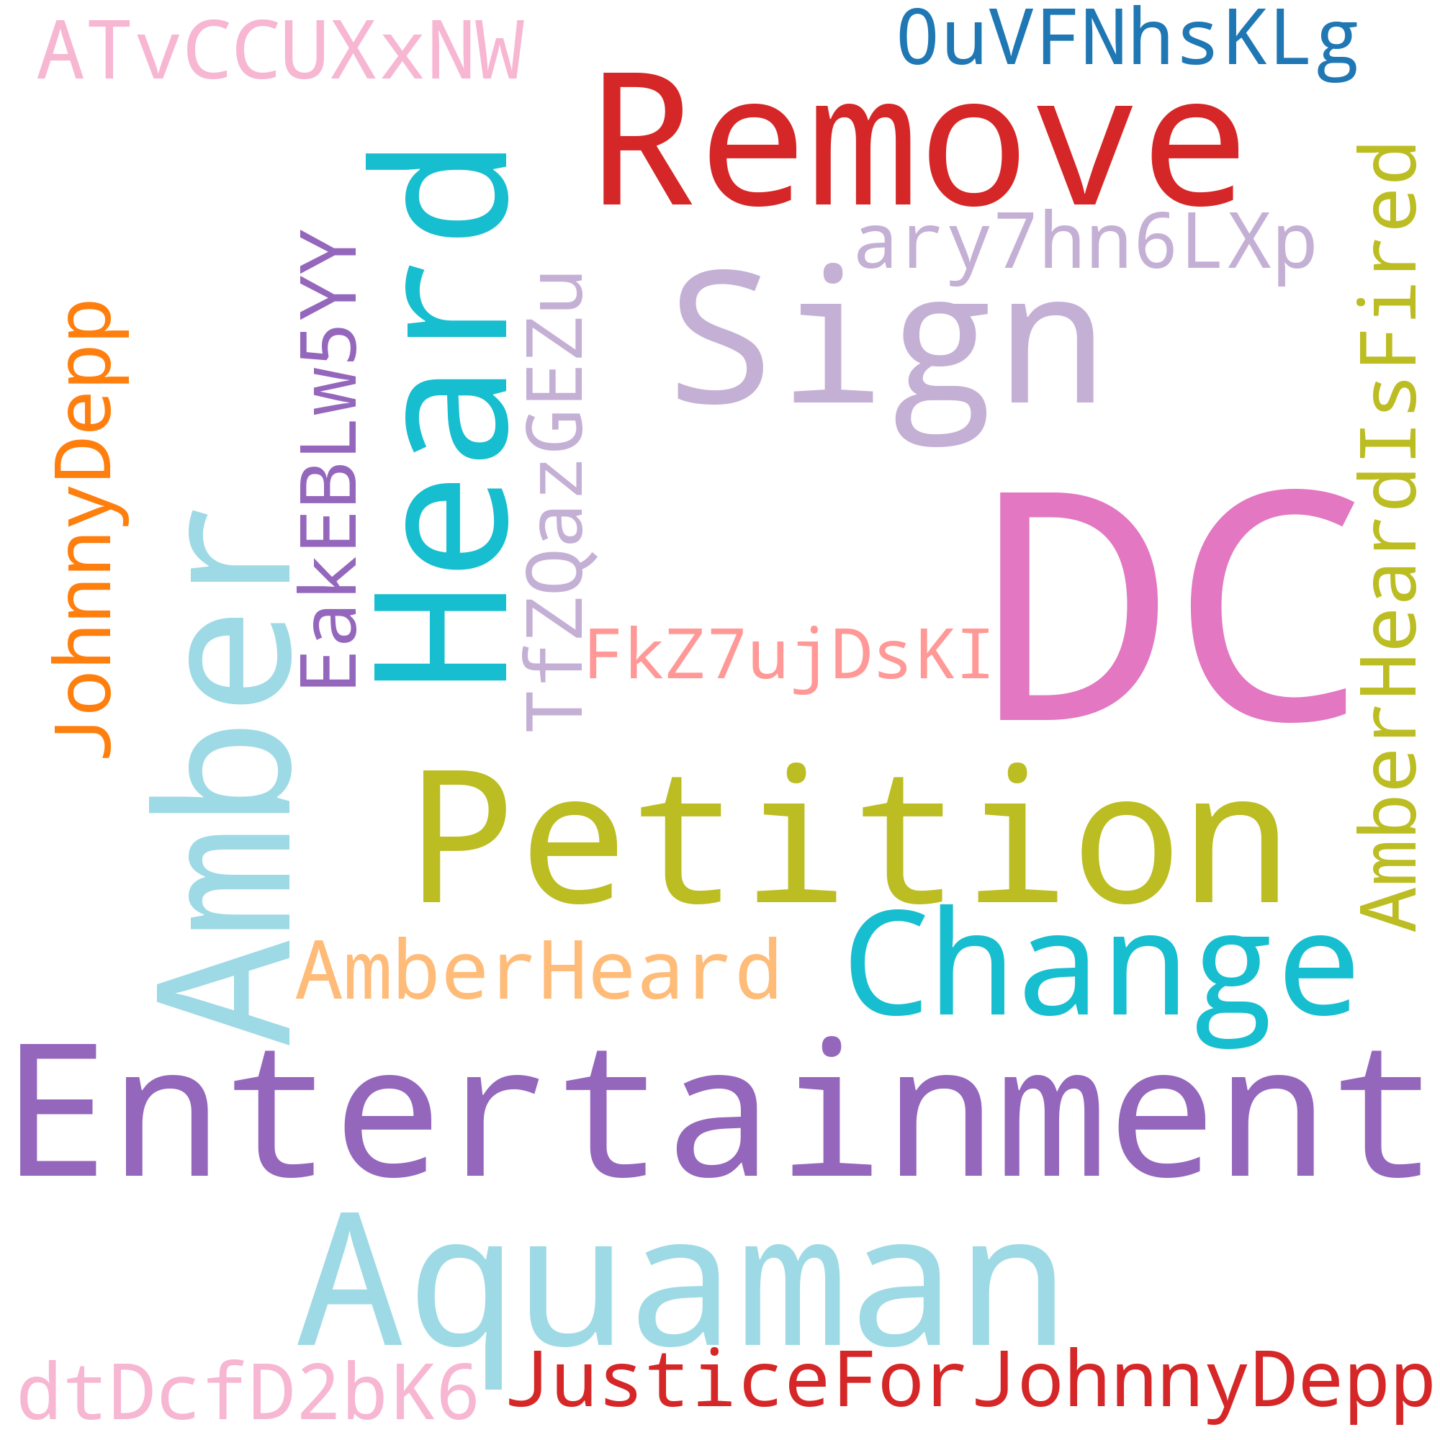 ATvCCUXxNW
0uVFNhsKLg
Remove
ary7hn6LXp
Sign
AmberHeardIsFired
Heard
EakEBLw5YY
TfZQazGEZu
JohnnyDepp
DC
FkZ7ujDsKI
Amber
Petition
Change
AmberHeard
Entertainment
Aquaman
JusticeForJohnnyDepp
dtDcfD2bK6